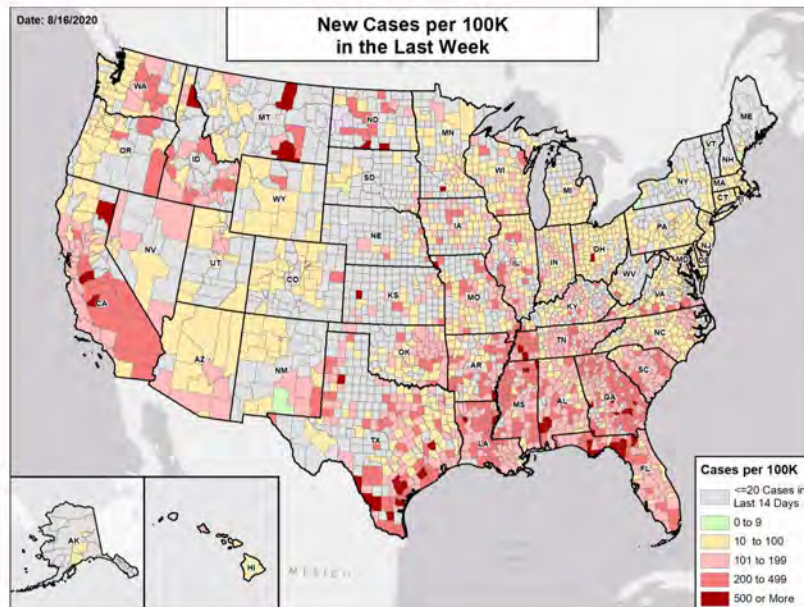 Date: 8/16/2020
New Cases per 100K
in the Last Week
WA
MT
ND
MN
ME
OR
ID
WY
SD
WI
MI
VT
NH
NY
MA
CT
NV
UT
CO
NE
IA
IL
IN
OH
PA
NJ
MD
DE
CA
AZ
NM
KS
MO
KY
WV
VA
OK
AR
TN
NC
TX
LA
MS
AL
GA
SC
FL
AK
HI
MEXICO
Cases per 100K
<=20 Cases in
Last 14 Days
0 to 9
10 to 100
101 to 199
200 to 499
500 or More